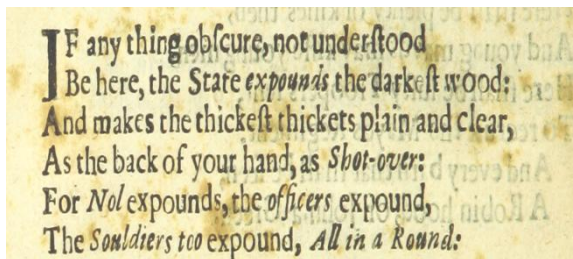 IF any thing obſcure, not underſtood
Be here, the State expounds the darkeſt wood:
And makes the thickeſt thickets plain and clear,
As the back of your hand, as Shot-over:
For Nol expounds, the officers expound,
The Souldiers too expound, All in a Round: